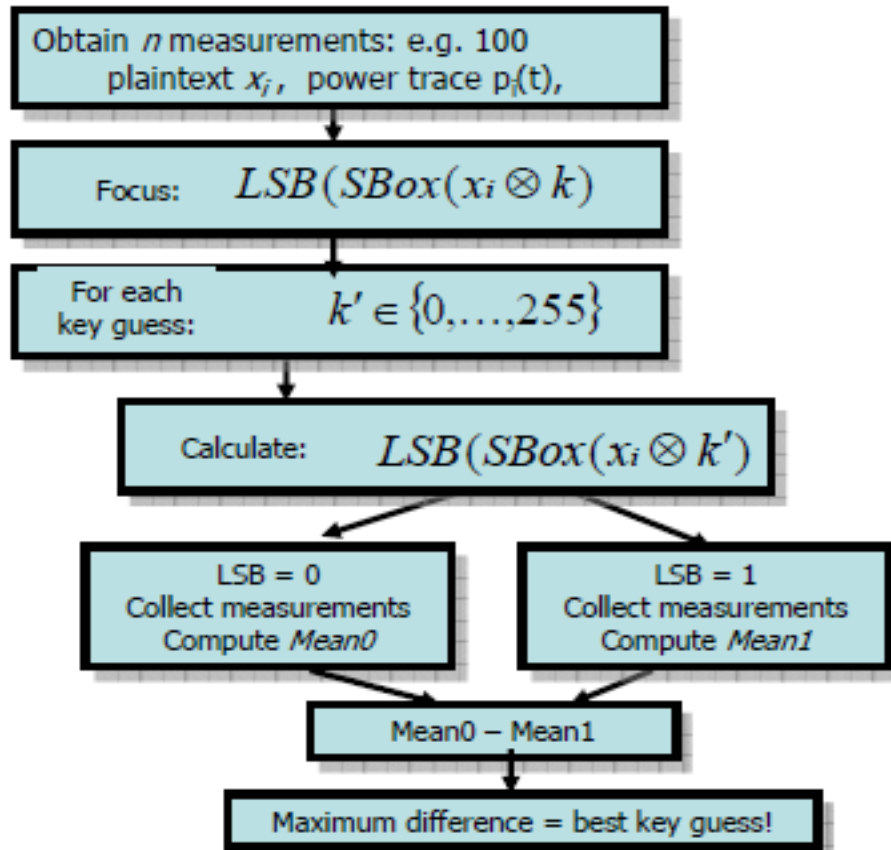 Obtain n measurements: e.g. 100
plaintext xi , power trace pi(t),
Focus: LSB(SBox(xi ⊗ k)
For each
key guess: k′ ∈ {0,...,255}
Calculate: LSB(SBox(xi ⊗ k′)
LSB = 0
Collect measurements
Compute Mean0
LSB = 1
Collect measurements
Compute Mean1
Mean0 – Mean1
Maximum difference = best key guess!